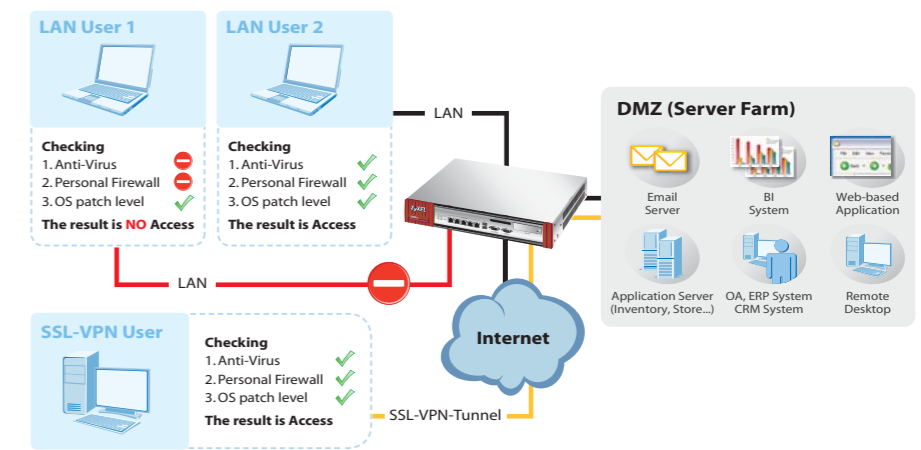 LAN User 1
Checking
1. Anti-Virus
2. Personal Firewall
3. OS patch level
The result is NO Access
LAN User 2
Checking
1. Anti-Virus
2. Personal Firewall
3. OS patch level
The result is Access
LAN
LAN
ZyXEL
DMZ (Server Farm)
Email
Server
BI
System
Web-based
Application
Application Server
(Inventory, Store...)
OA, ERP System
CRM System
Remote
Desktop
Internet
SSL-VPN User
Checking
1. Anti-Virus
2. Personal Firewall
3. OS patch level
The result is Access
SSL-VPN-Tunnel